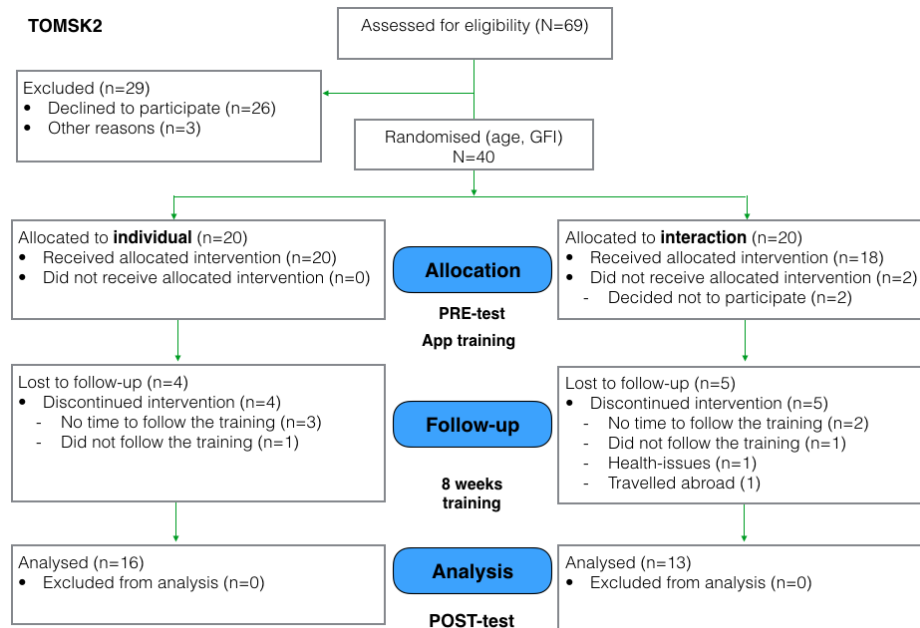 TOMSK2
Assessed for eligibility (N=69)
Excluded (n=29)
• Declined to participate (n=26)
• Other reasons (n=3)
Randomised (age, GFI)
N=40
Allocated to individual (n=20)
• Received allocated intervention (n=20)
• Did not receive allocated intervention (n=0)
Allocation
PRE-test
App training
Allocated to interaction (n=20)
• Received allocated intervention (n=18)
• Did not receive allocated intervention (n=2)
- Decided not to participate (n=2)
Lost to follow-up (n=4)
• Discontinued intervention (n=4)
- No time to follow the training (n=3)
- Did not follow the training (n=1)
Follow-up
8 weeks
training
Lost to follow-up (n=5)
• Discontinued intervention (n=5)
- No time to follow the training (n=2)
- Did not follow the training (n=1)
- Health-issues (n=1)
- Travelled abroad (1)
Analysed (n=16)
• Excluded from analysis (n=0)
Analysis
POST-test
Analysed (n=13)
• Excluded from analysis (n=0)